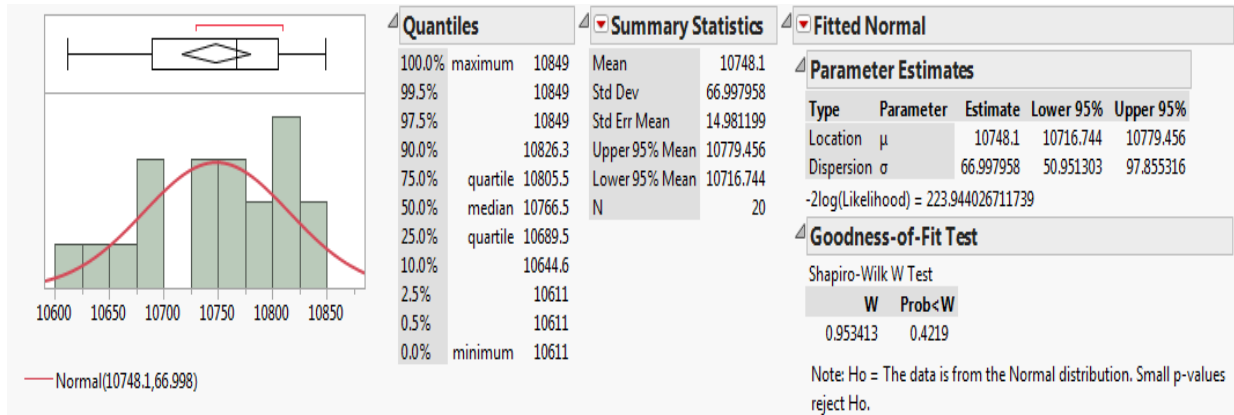 10600 10650 10700 10750 10800 10850
Normal(10748.1,66.998)
Quantiles
100.0% maximum 10849
99.5% 10849
97.5% 10849
90.0% 10826.3
75.0% quartile 10805.5
50.0% median 10766.5
25.0% quartile 10689.5
10.0% 10644.6
2.5% 10611
0.5% 10611
0.0% minimum 10611
Summary Statistics
Mean 10748.1
Std Dev 66.997958
Std Err Mean 14.981199
Upper 95% Mean 10779.456
Lower 95% Mean 10716.744
N 20
Fitted Normal
Parameter Estimates
Type Parameter Estimate Lower 95% Upper 95%
Location μ 10748.1 10716.744 10779.456
Dispersion σ 66.997958 50.951303 97.855316
-2log(Likelihood) = 223.944026711739
Goodness-of-Fit Test
Shapiro-Wilk W Test
W Prob<W
0.953413 0.4219
Note: Ho = The data is from the Normal distribution. Small p-values
reject Ho.